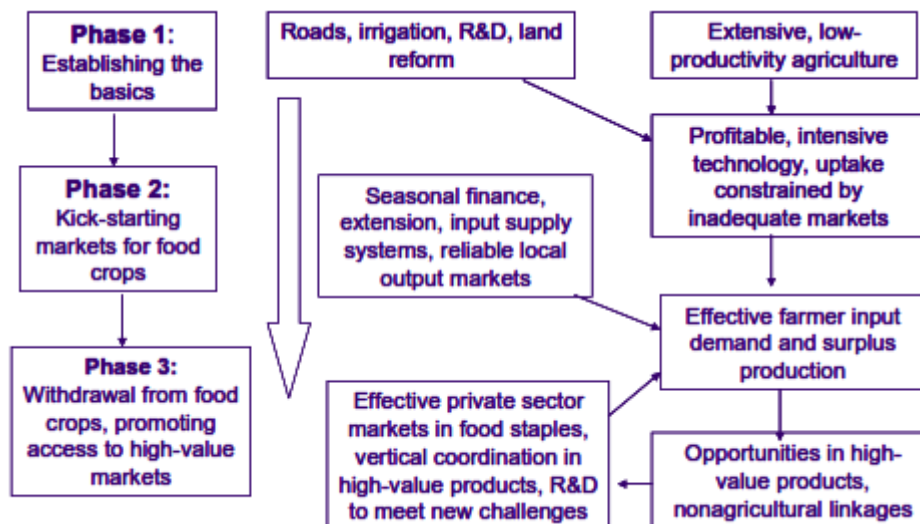 Phase 1:
Establishing the
basics
Phase 2:
Kick-starting
markets for food
crops
Phase 3:
Withdrawal from food
crops, promoting
access to high-value
markets
Roads, irrigation, R&D, land
reform
Seasonal finance,
extension, input supply
systems, reliable local
output markets
Effective private sector
markets in food staples,
vertical coordination in
high-value products, R&D
to meet new challenges
Extensive, low-
productivity agriculture
Profitable, intensive
technology, uptake
constrained by
inadequate markets
Effective farmer input
demand and surplus
production
Opportunities in high-
value products,
nonagricultural linkages